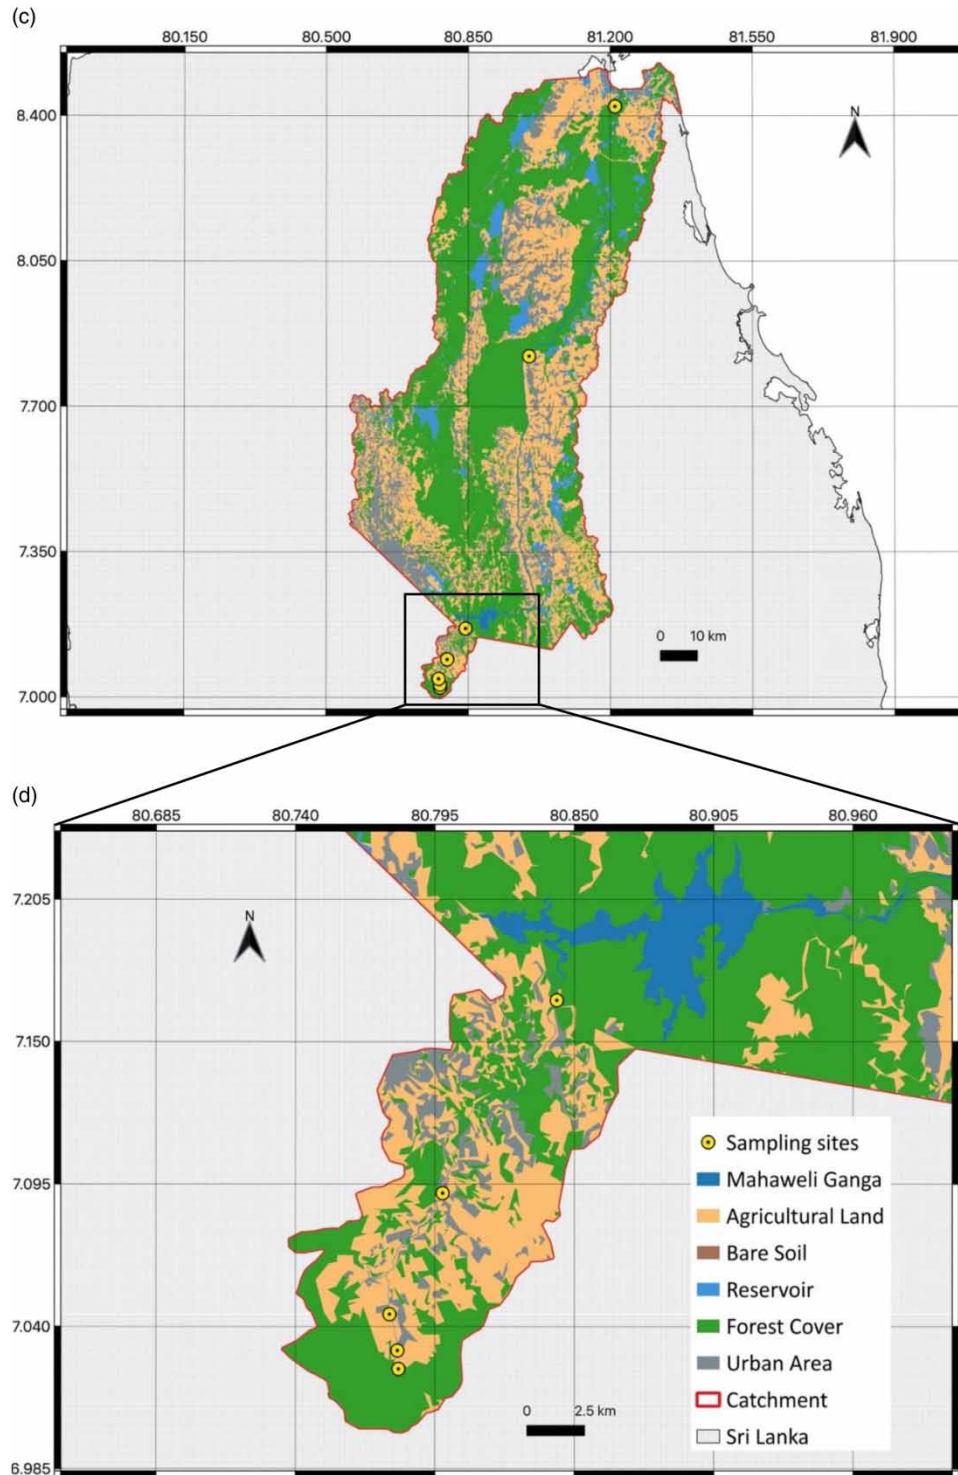 (c)
80.150 80.500 80.850 81.200 81.550 81.900
8.400
N
8.050
7.700
7.350
0 10 km
7.000
(d)
80.685 80.740 80.795 80.850 80.905 80.960
7.205
N
7.150
Sampling sites
7.095
Mahaweli Ganga
Agricultural Land
Bare Soil
Reservoir
7.040
Forest Cover
Urban Area
0 2.5 km
Catchment
Sri Lanka
6.985